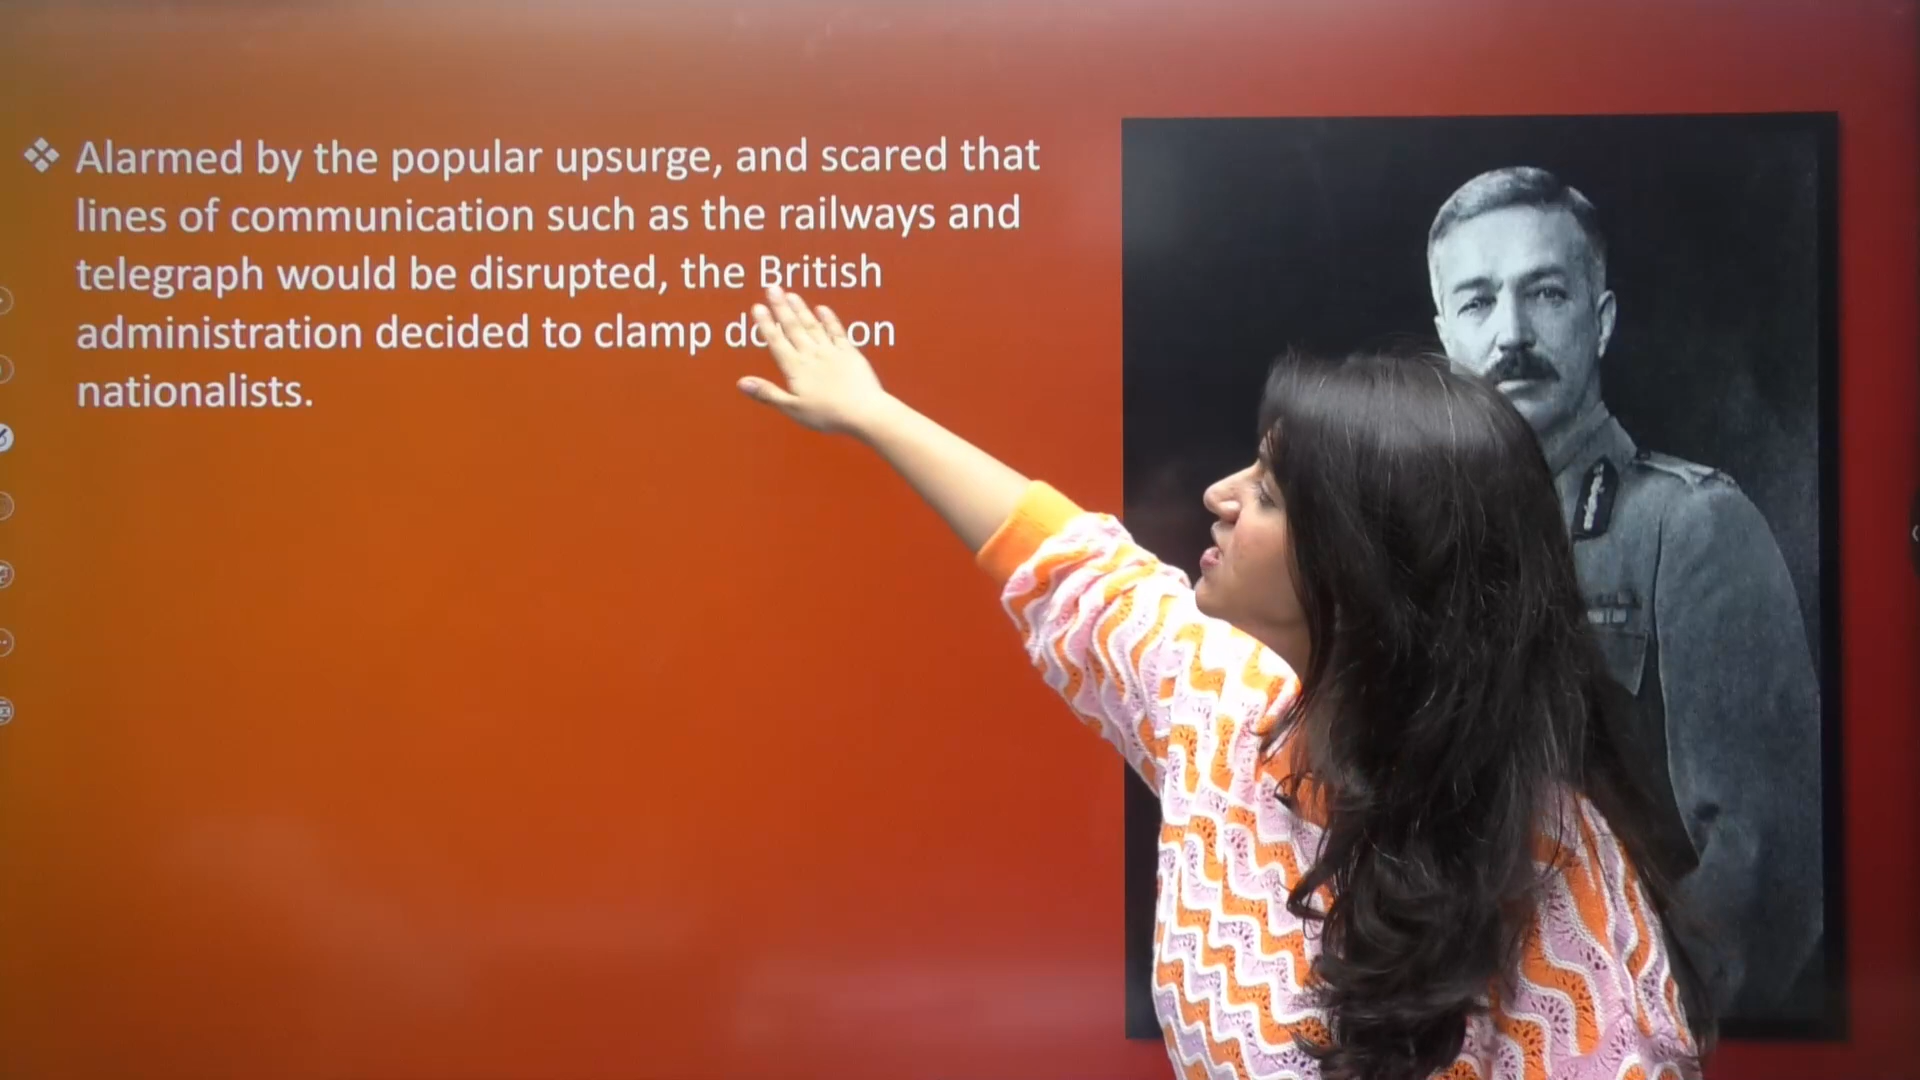 Alarmed by the popular upsurge, and scared that
lines of communication such as the railways and
telegraph would be disrupted, the British
administration decided to clamp on
nationalists.